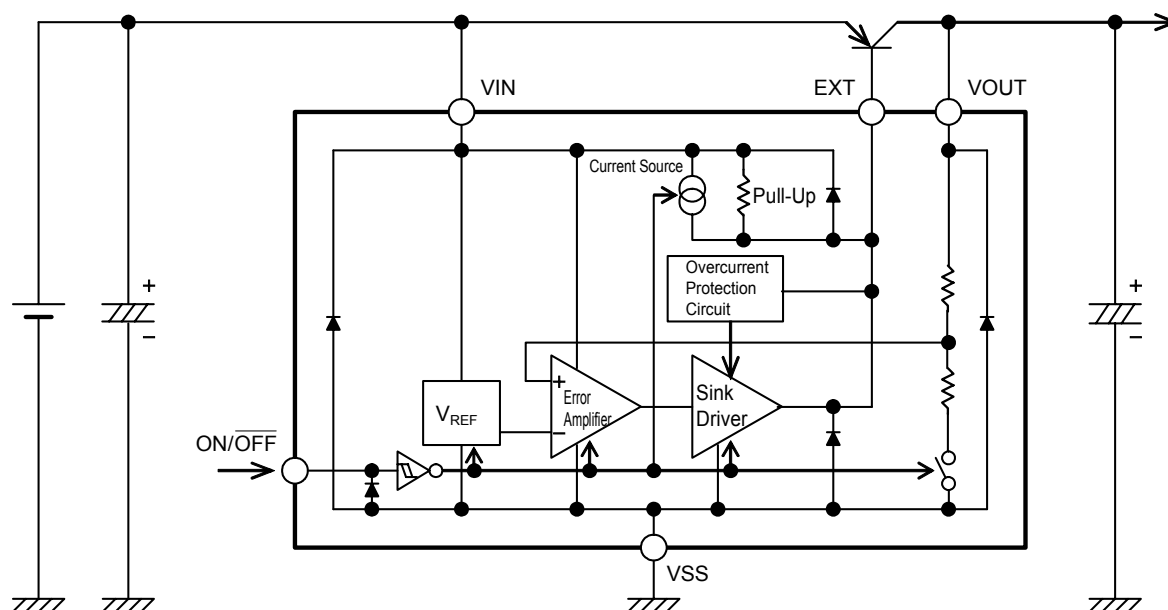 VIN
EXT
VOUT
Current Source
Pull-Up
Overcurrent
Protection
Circuit
+
−
+
−
+
Error
Amplifier
−
Sink
Driver
VREF
ON/OFF
VSS